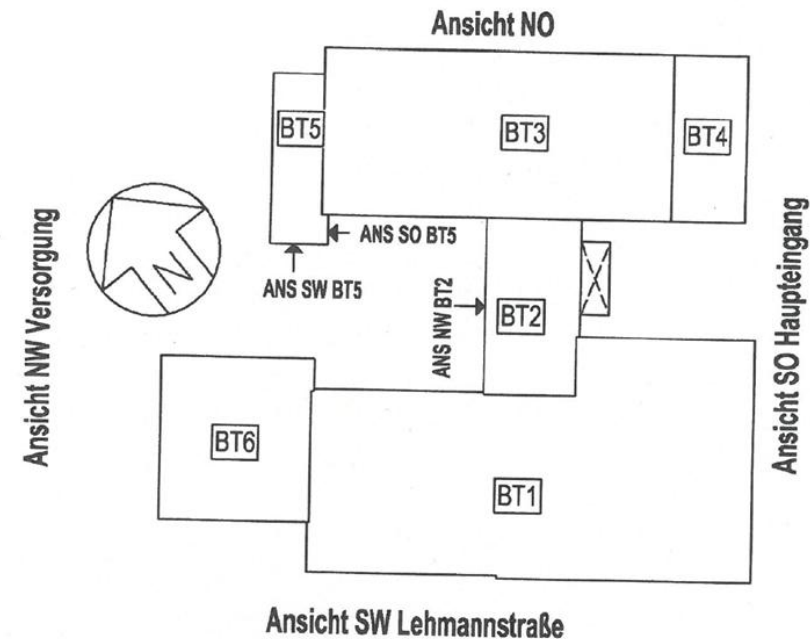 Ansicht NO
BT5
BT3
BT4
ANS SO BT5
ANS SW BT5
ANS NW BT2
BT2
N
Ansicht NW Versorgung
Ansicht SO Haupteingang
BT6
BT1
Ansicht SW Lehmannstraße